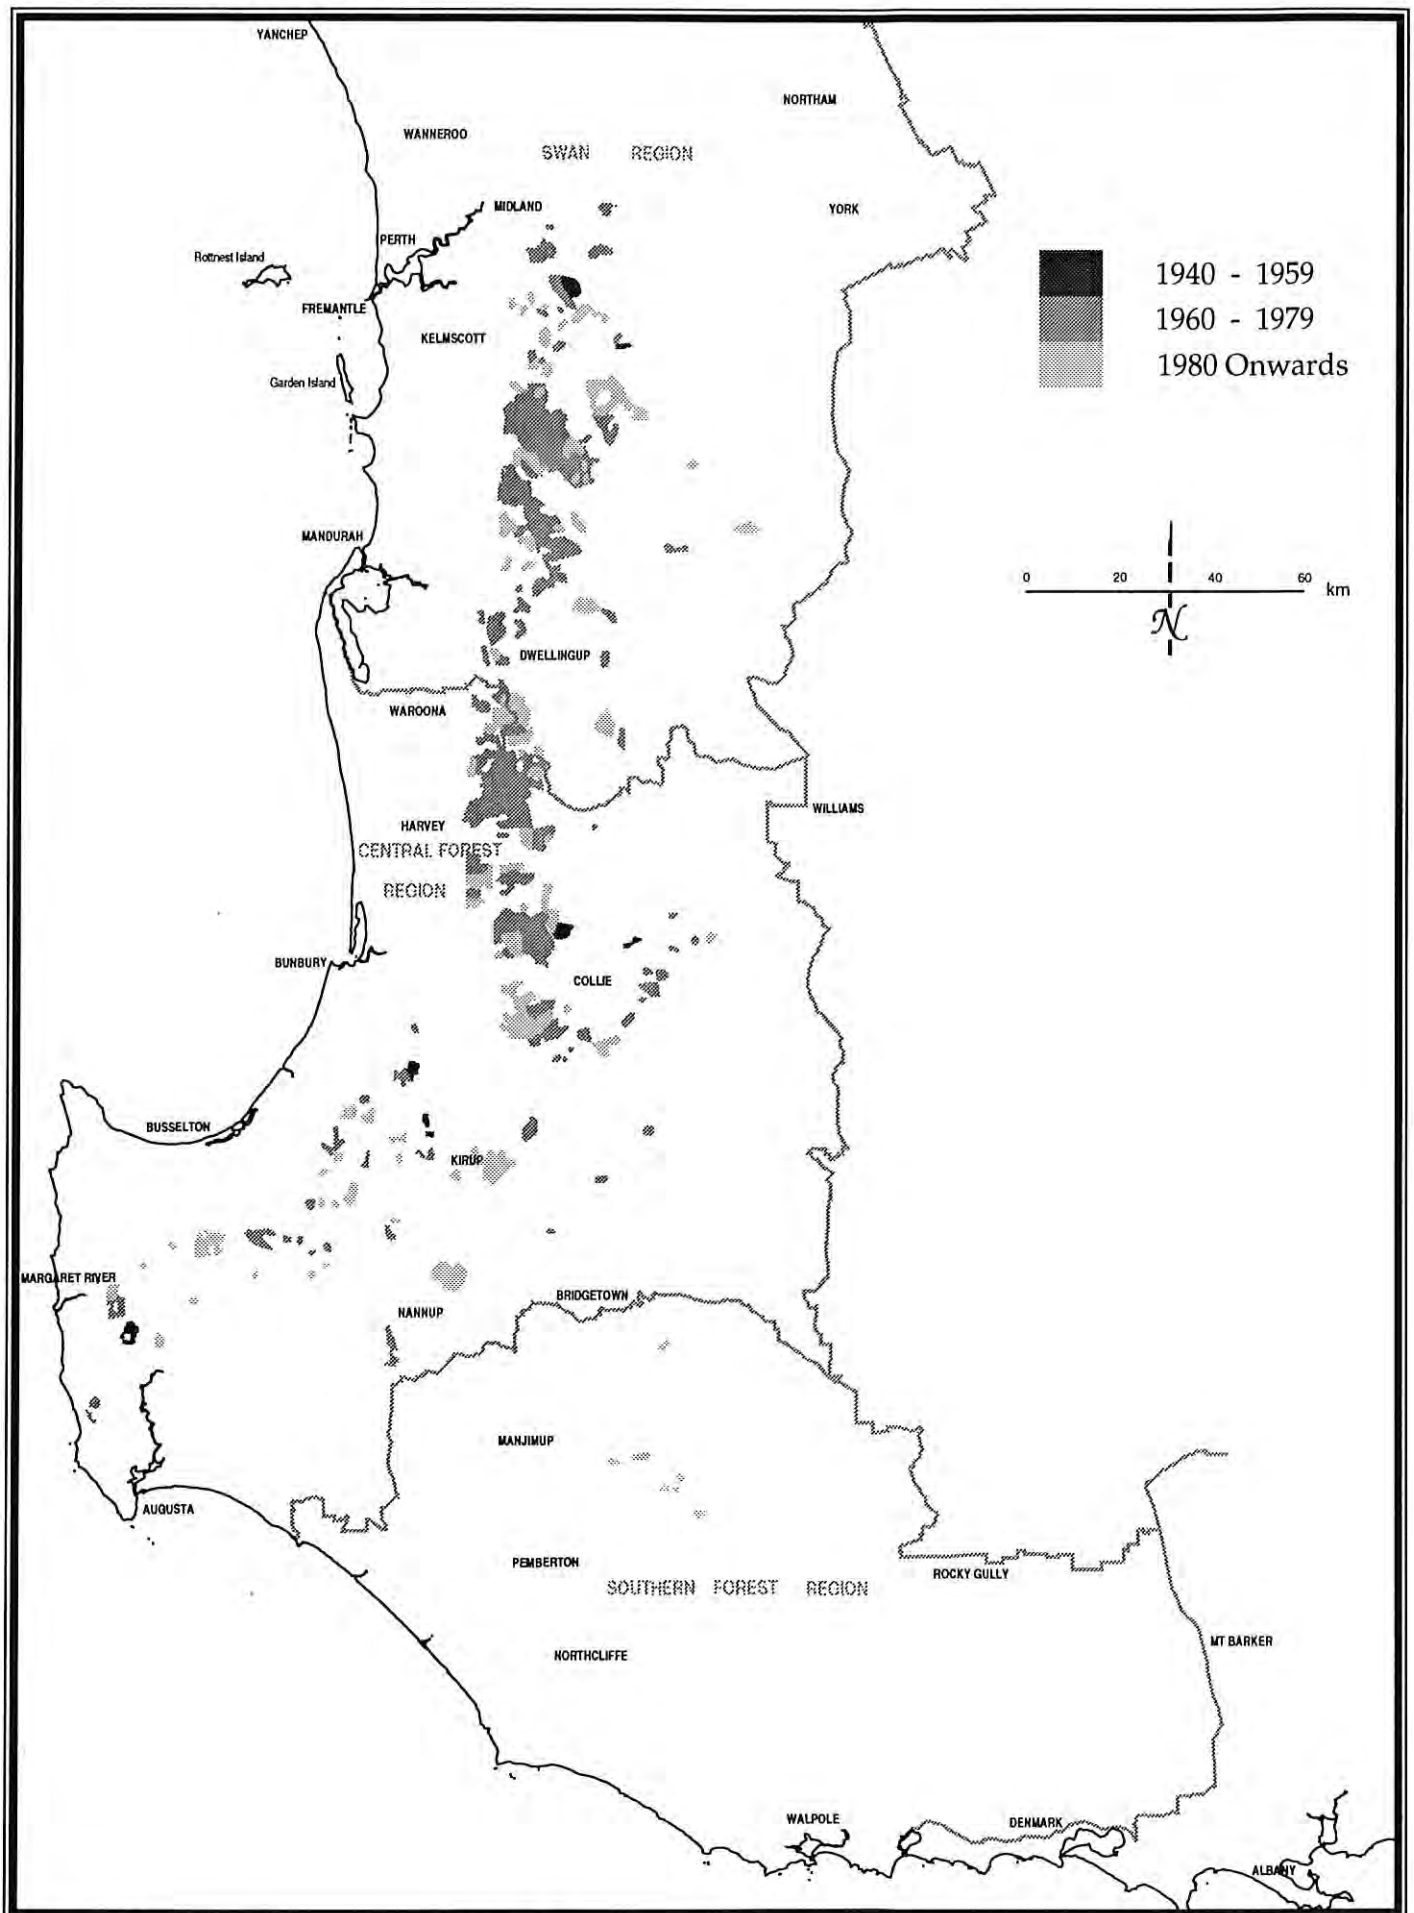 YANCHEP
NORTHAM
WANNEROO
SWAN REGION
MIDLAND
YORK
PERTH
Rottnest Island
FREMANTLE
KELMSCOTT
Garden Island
1940 - 1959
1960 - 1979
1980 Onwards
MANDURAH
0 20 40 60 km
N
DWELLINGUP
WAROONA
WILLIAMS
HARVEY
CENTRAL FOREST
REGION
BUNBURY
COLLIE
BUSSELTON
KIRUP
MARGARET RIVER
BRIDGETOWN
NANNUP
MANJIMUP
AUGUSTA
PEMBERTON
ROCKY GULLY
SOUTHERN FOREST REGION
MT BARKER
NORTHCLIFFE
WALPOLE
DENMARK
ALBANY